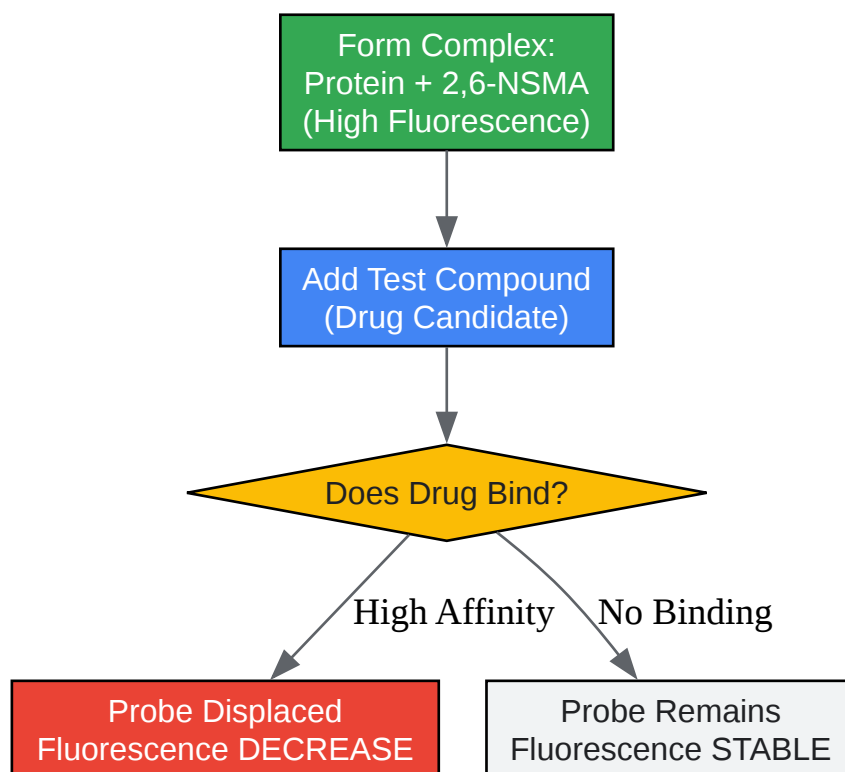 Form Complex:
Protein + 2,6-NSMA
(High Fluorescence)
Add Test Compound
(Drug Candidate)
Does Drug Bind?
High Affinity
No Binding
Probe Displaced
Fluorescence DECREASE
Probe Remains
Fluorescence STABLE